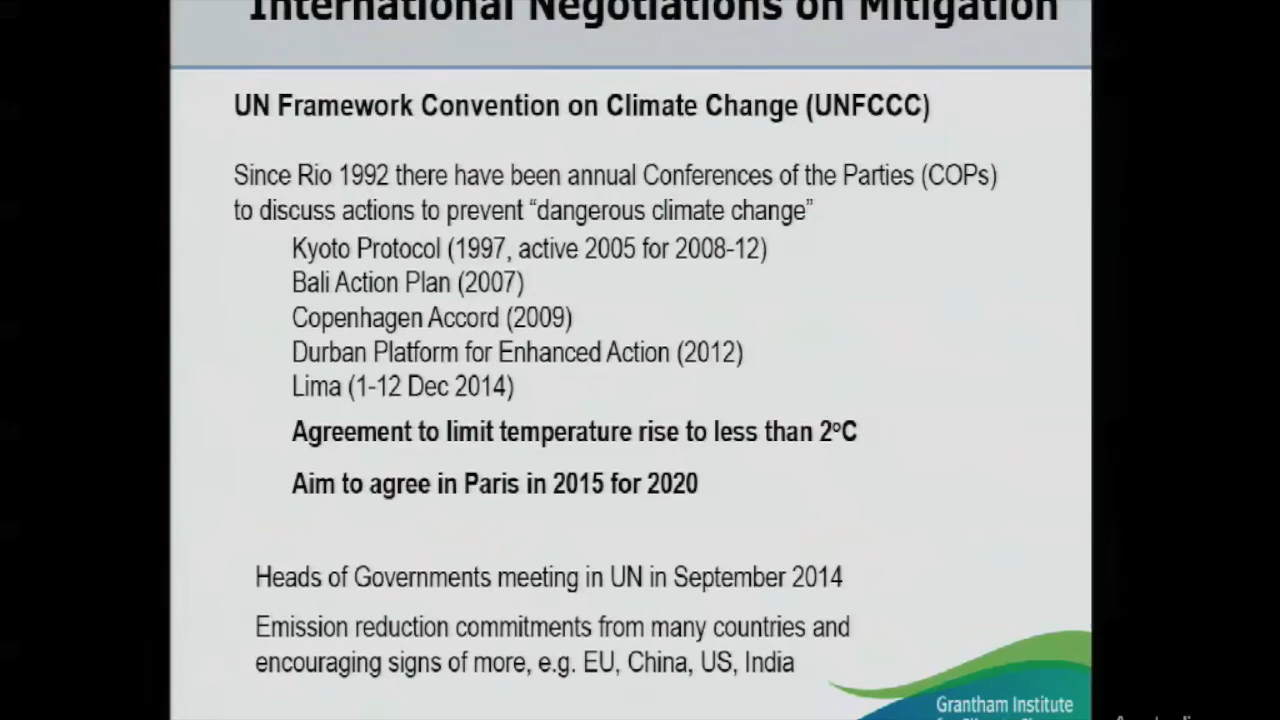 International Negotiations on Mitigation
UN Framework Convention on Climate Change (UNFCCC)
Since Rio 1992 there have been annual Conferences of the Parties (COPs)
to discuss actions to prevent “dangerous climate change”
Kyoto Protocol (1997, active 2005 for 2008-12)
Bali Action Plan (2007)
Copenhagen Accord (2009)
Durban Platform for Enhanced Action (2012)
Lima (1-12 Dec 2014)
Agreement to limit temperature rise to less than 2ºC
Aim to agree in Paris in 2015 for 2020
Heads of Governments meeting in UN in September 2014
Emission reduction commitments from many countries and
encouraging signs of more, e.g. EU, China, US, India
Grantham Institute